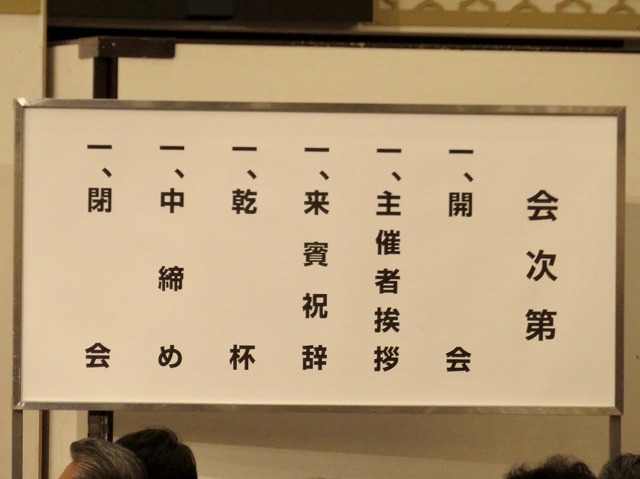 会次第
一、開会
一、主催者挨拶
一、来賓祝辞
一、乾杯
一、中締め
一、閉会